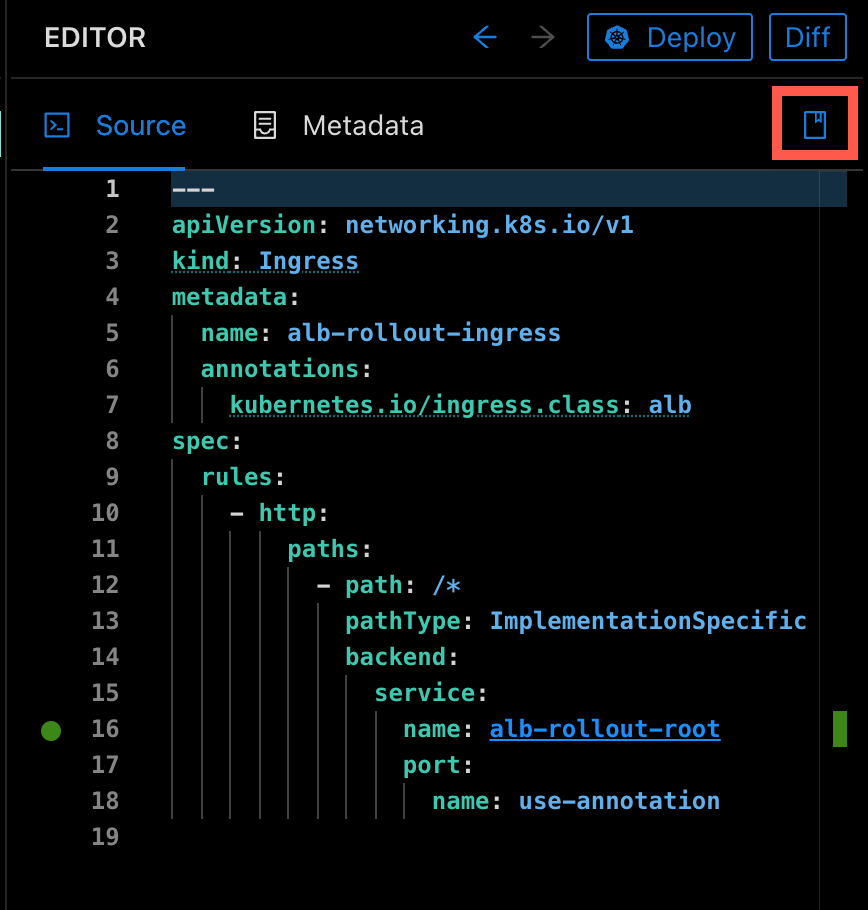 EDITOR
Deploy
Diff
Source
Metadata
1 ---
2 apiVersion: networking.k8s.io/v1
3 kind: Ingress
4 metadata:
5   name: alb-rollout-ingress
6   annotations:
7     kubernetes.io/ingress.class: alb
8 spec:
9   rules:
10     - http:
11         paths:
12           - path: /*
13             pathType: ImplementationSpecific
14             backend:
15               service:
16                 name: alb-rollout-root
17                 port:
18                   name: use-annotation
19